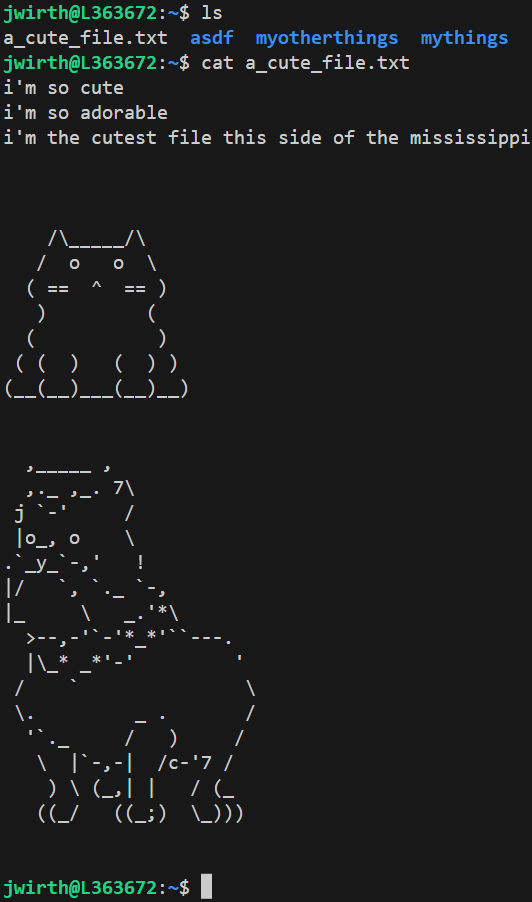 jwirth@L363672:~$ ls
a_cute_file.txt  asdf  myotherthings  mythings
jwirth@L363672:~$ cat a_cute_file.txt
i'm so cute
i'm so adorable
i'm the cutest file this side of the mississippi

    /\_____/\
   /  o   o  \
  ( ==  ^  == )
   )         (
  (           )
 ( (  )   (  ) )
(__(__)___(__)__)

  ,_____ ,
  ,._ ,_. 7\
 j `-'     /
 |o_, o    \
.`_y_`-,'   !
|/   `, `._ `-,
|_     \   _.'*\
  >--,-'`-'*_*'``---.
  |\_* _*'-'         '
 /    `               \
 \.         _ .       /
  '`._     /   )     /
   \  |`-,-|  /c-'7 /
    ) \ (_,| |   / (_
   ((_/   ((_;)  \_)))

jwirth@L363672:~$